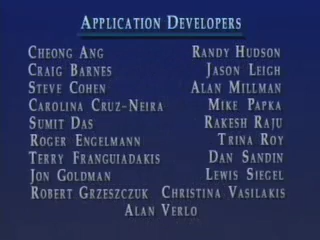 APPLICATION DEVELOPERS
CHEONG ANG RANDY HUDSON
CRAIG BARNES JASON LEIGH
STEVE COHEN ALAN MILLMAN
CAROLINA CRUZ-NEIRA MIKE PAPKA
SUMIT DAS RAKESH RAJU
ROGER ENGELMANN TRINA ROY
TERRY FRANGUIADAKIS DAN SANDIN
JON GOLDMAN LEWIS SIEGEL
ROBERT GRZESZCZUK CHRISTINA VASILAKIS
ALAN VERLO